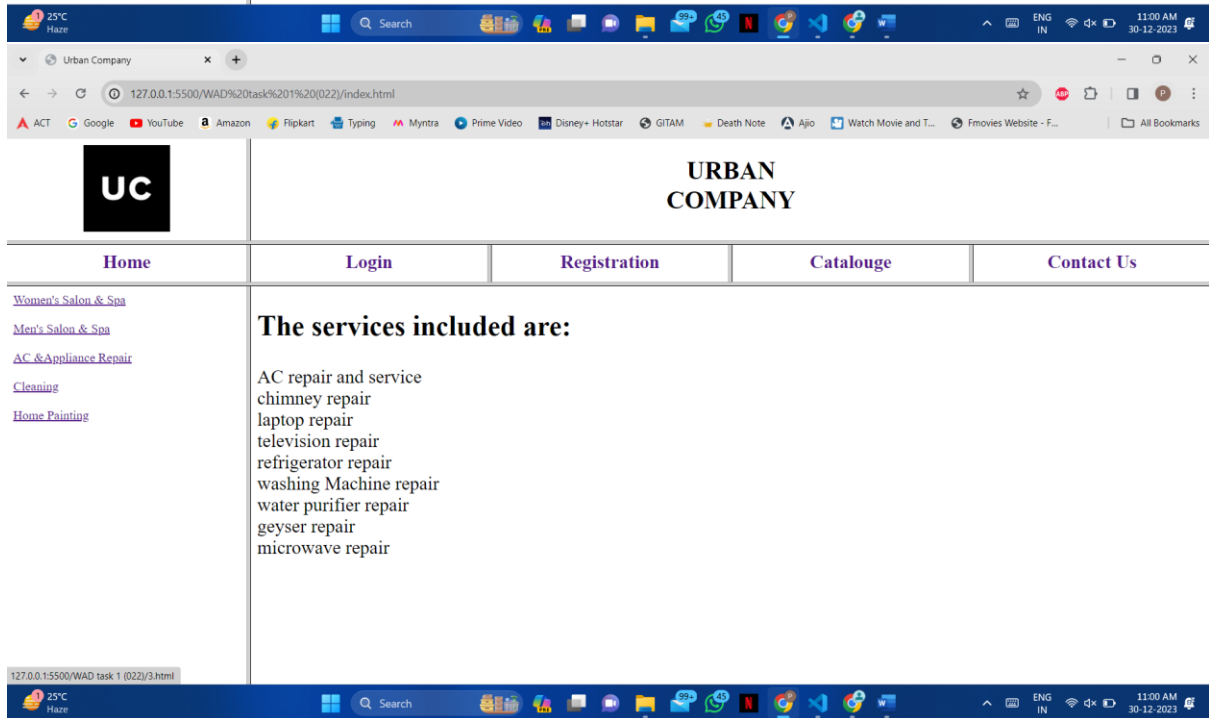 25°C
Haze
Search
99+
45
ENG
IN
11:00 AM
30-12-2023
Urban Company
127.0.0.1:5500/WAD%20task%201%20(022)/index.html
ABP
P
ACT Google YouTube Amazon Flipkart Typing Myntra Prime Video Disney+ Hotstar GITAM Death Note Ajio Watch Movie and T... Fmovies Website - F... All Bookmarks
UC
URBAN
COMPANY
Home Login Registration Catalouge Contact Us
Women's Salon & Spa
Men's Salon & Spa
AC &Appliance Repair
Cleaning
Home Painting
The services included are:
AC repair and service
chimney repair
laptop repair
television repair
refrigerator repair
washing Machine repair
water purifier repair
geyser repair
microwave repair
127.0.0.1:5500/WAD task 1 (022)/3.html
1
25°C
Haze
Search
99+
45
N
W
ENG
IN
11:00 AM
30-12-2023